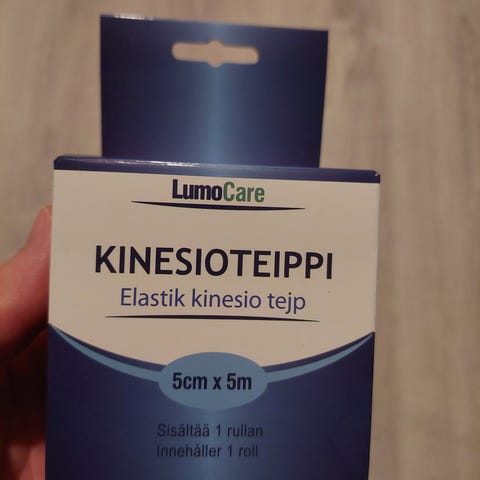 LumoCare
KINESIOTEIPPI
Elastik kinesio tejp
5cm x 5m
Sisältää 1 rullan
Innehåller 1 roll